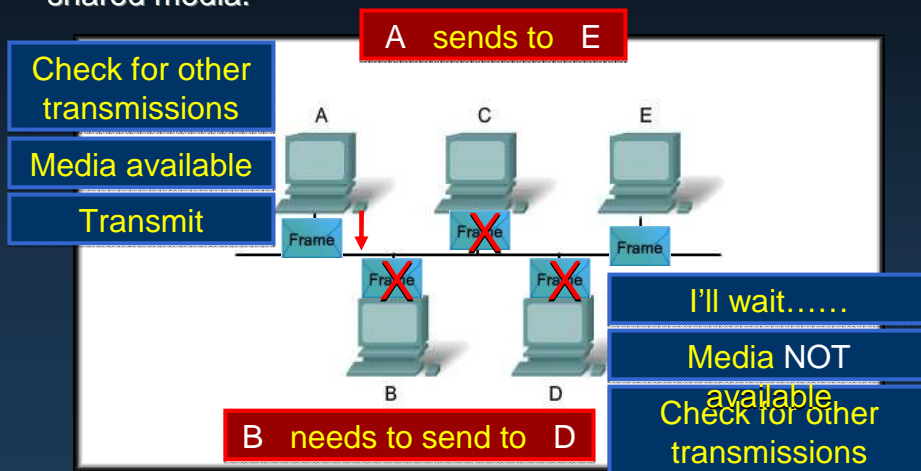 shared media.
A sends to E
Check for other
transmissions
Media available
Transmit
A
C
E
Frame
Frame
Frame
Frame
Frame
B
D
I'll wait……
Media NOT
available
Check for other
transmissions
B needs to send to D